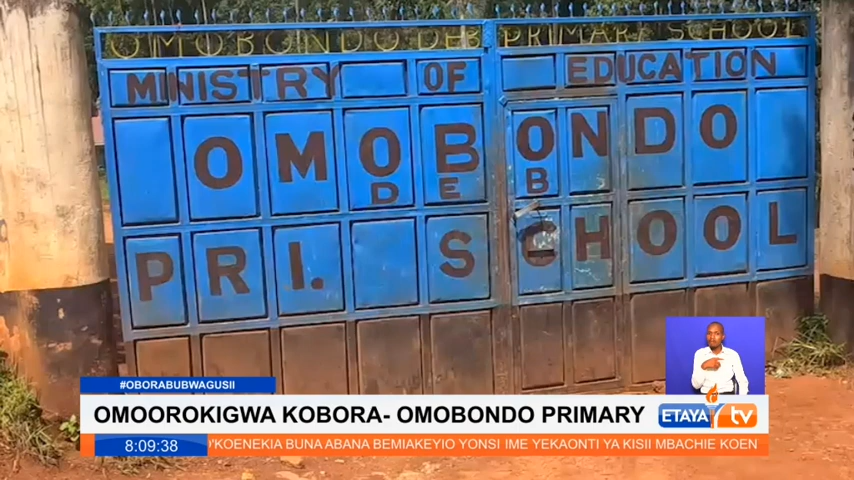 OMOBONDO DEB PRIMARY SCHOOL
MINISTRY OF EDUCATION
OMOBONDO
DEB
PRI. SCHOOL
#OBORABUBWAGUSII
OMOOROKIGWA KOBORA- OMOBONDO PRIMARY
ETAYA tv
8:09:38
'KOENEKIA BUNA ABANA BEMIAKEYIO YONSI IME YEKAONTI YA KISII MBACHIE KOEN